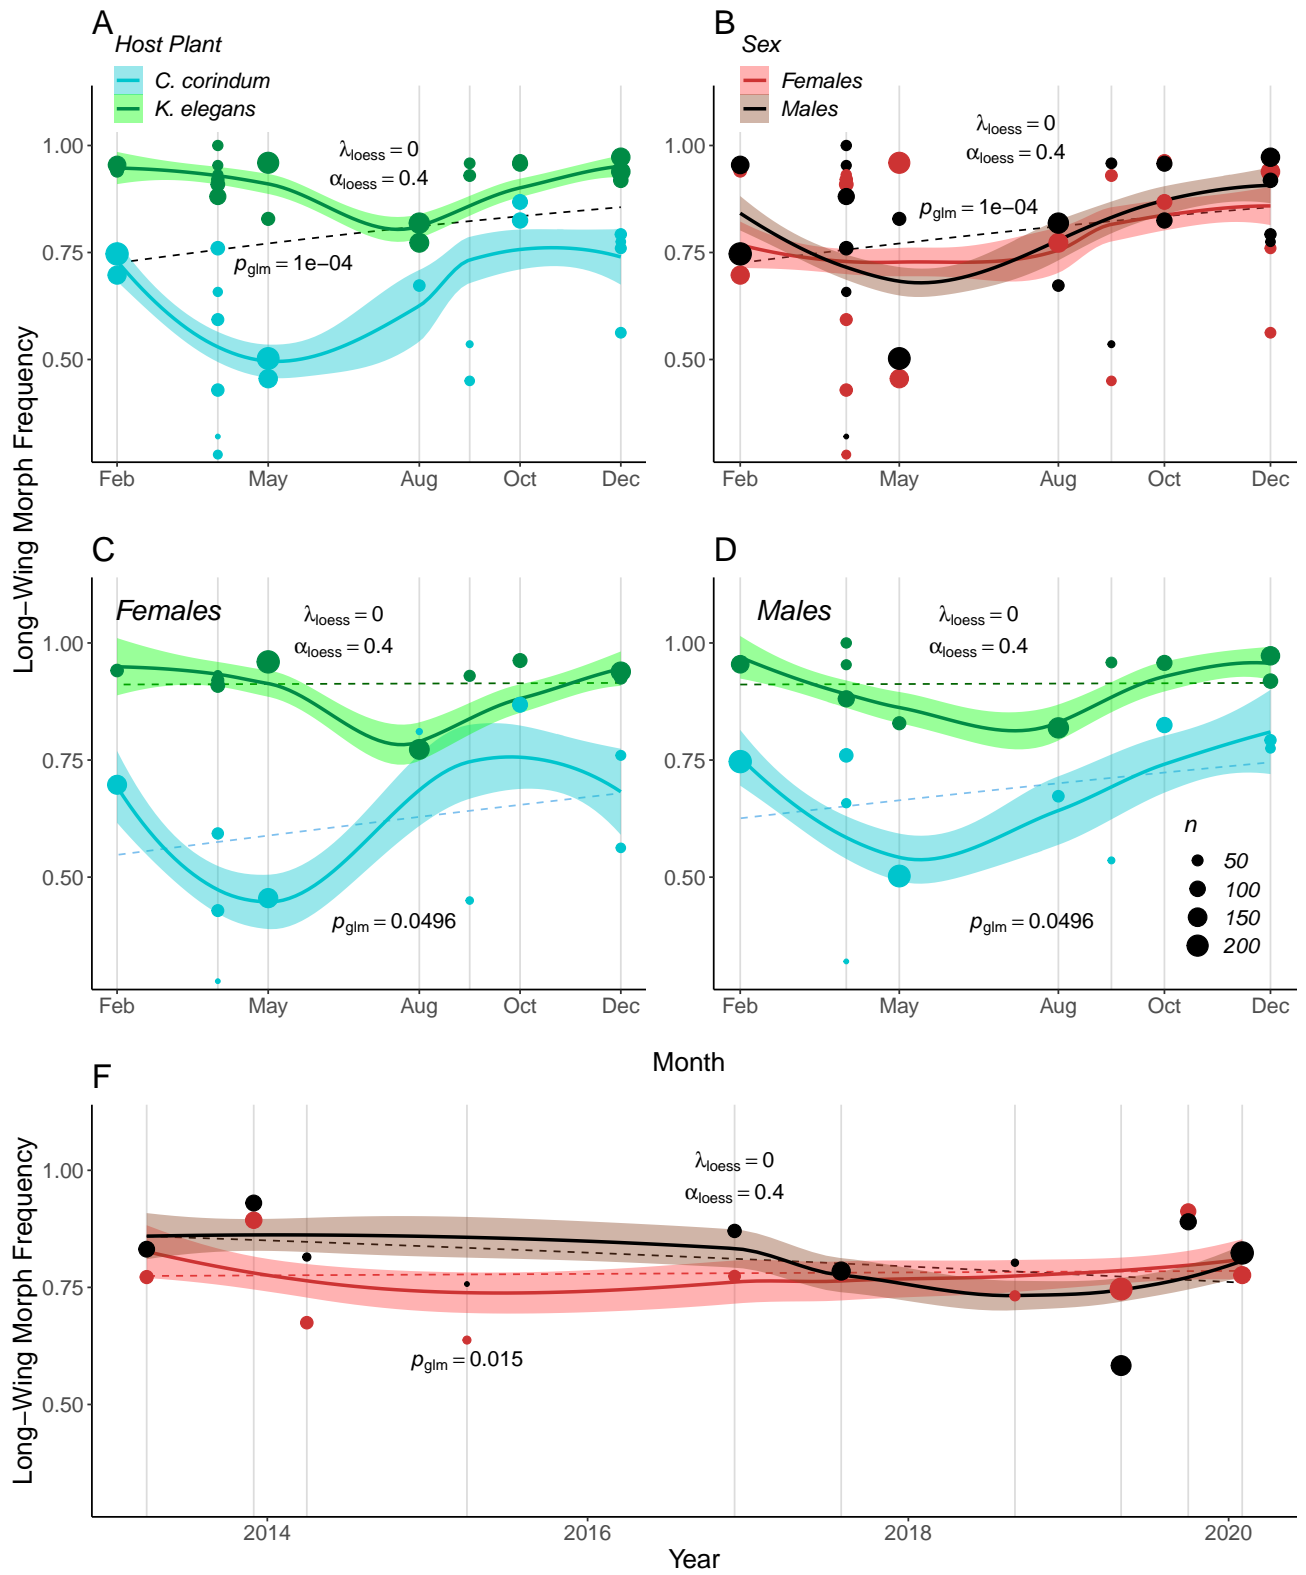 A
Host Plant
C. corindum
K. elegans
λloess = 0
αloess = 0.4
pglm = 1e−04
1.00
0.75
0.50
Feb
May
Aug
Oct
Dec
B
Sex
Females
Males
λloess = 0
αloess = 0.4
pglm = 1e−04
1.00
0.75
0.50
Feb
May
Aug
Oct
Dec
Long−Wing Morph Frequency
C
Females
λloess = 0
αloess = 0.4
pglm = 0.0496
1.00
0.75
0.50
Feb
May
Aug
Oct
Dec
D
Males
λloess = 0
αloess = 0.4
pglm = 0.0496
n
50
100
150
200
1.00
0.75
0.50
Feb
May
Aug
Oct
Dec
Month
F
λloess = 0
αloess = 0.4
pglm = 0.015
1.00
0.75
0.50
Long−Wing Morph Frequency
2014
2016
2018
2020
Year